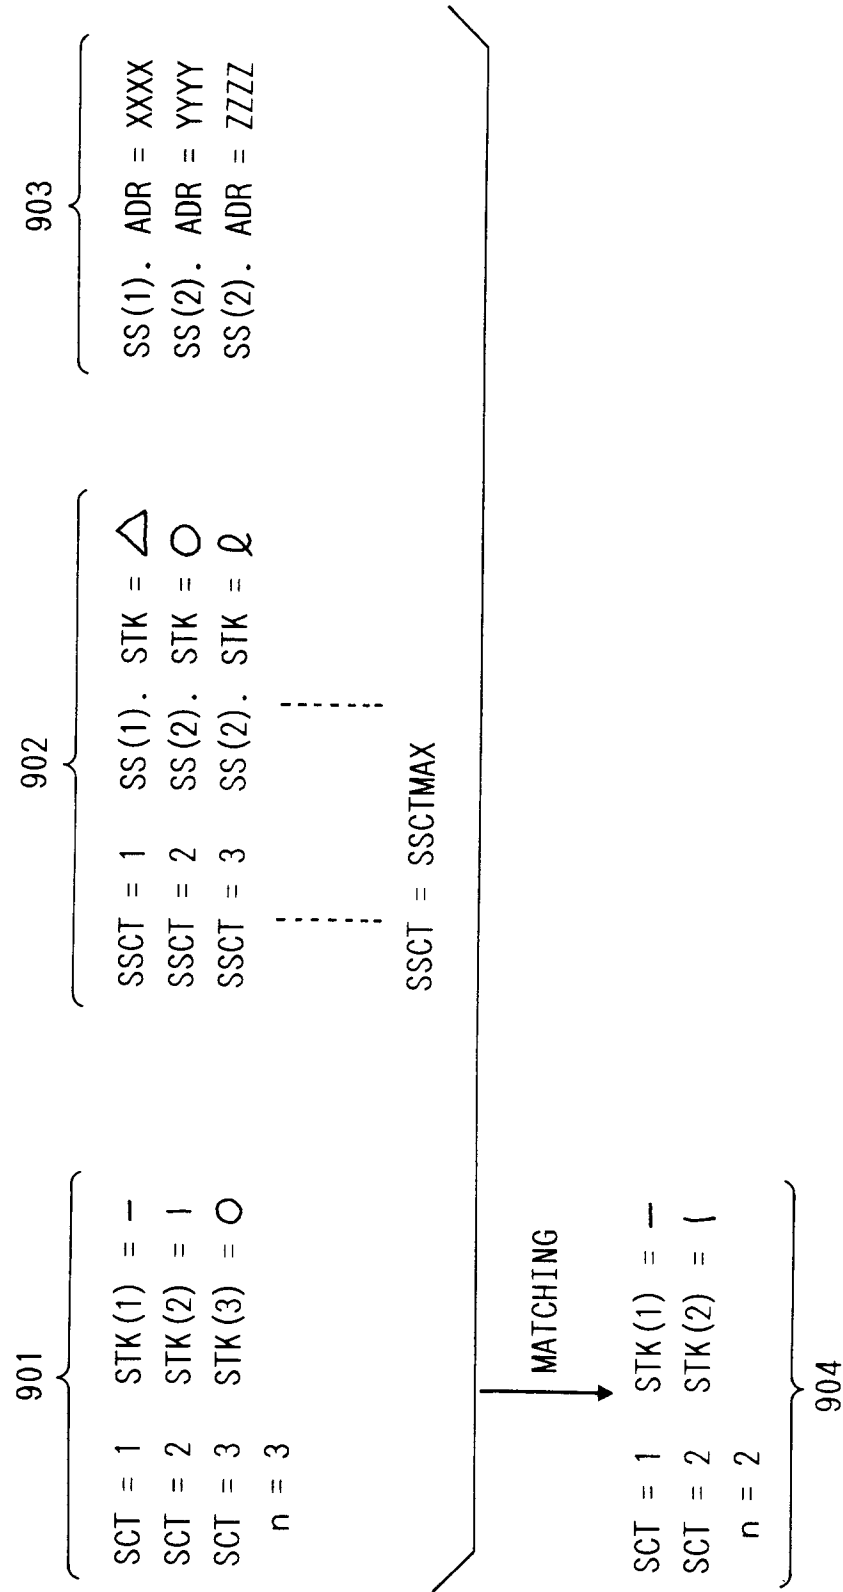 901
SCT = 1 STK(1) = —
SCT = 2 STK(2) = |
SCT = 3 STK(3) = ○
n = 3
902
SSCT = 1 SS(1). STK = △
SSCT = 2 SS(2). STK = ○
SSCT = 3 SS(2). STK = ℓ
SSCT = SSCTMAX
903
SS(1). ADR = XXXX
SS(2). ADR = YYYY
SS(2). ADR = ZZZZ
MATCHING
SCT = 1 STK(1) = —
SCT = 2 STK(2) = |
n = 2
904